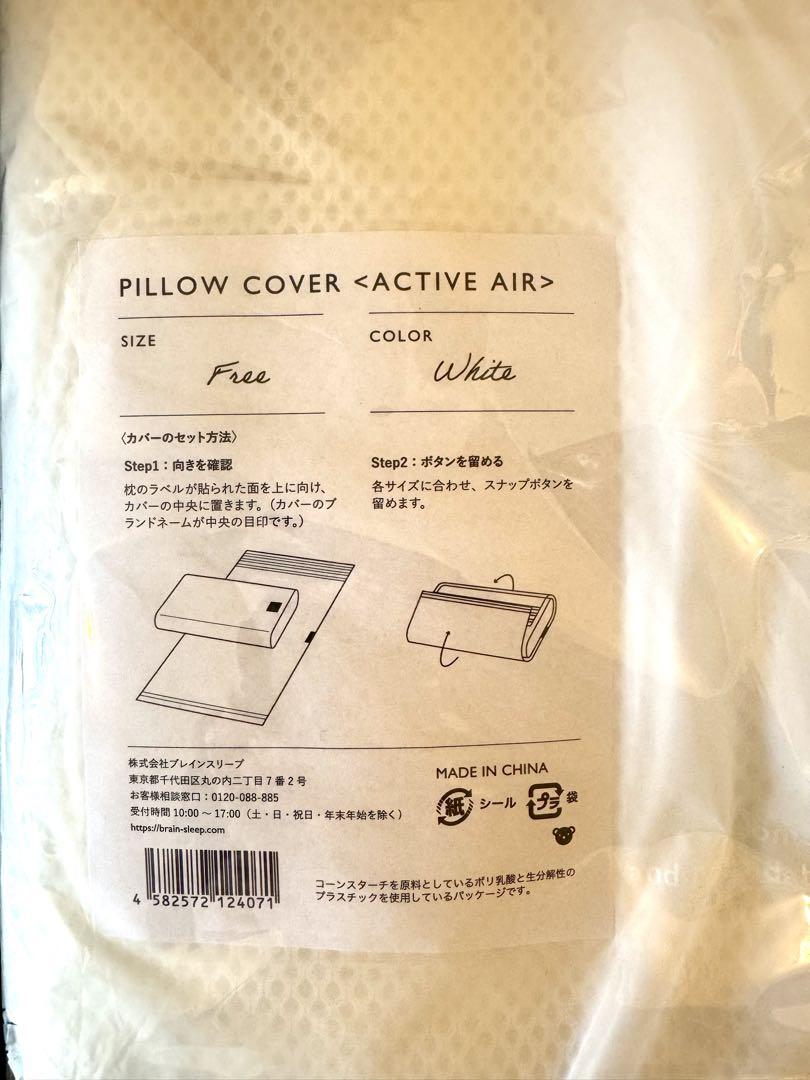 PILLOW COVER <ACTIVE AIR>
SIZE
Free
COLOR
White
〈カバーのセット方法〉
Step1：向きを確認
枕のラベルが貼られた面を上に向け、
カバーの中央に置きます。（カバーのブ
ランドネームが中央の目印です。）
Step2：ボタンを留める
各サイズに合わせ、スナップボタンを
留めます。
株式会社ブレインスリープ
東京都千代田区丸の内二丁目7番2号
お客様相談窓口：0120-088-885
受付時間 10:00 〜 17:00（土・日・祝日・年末年始を除く）
https://brain-sleep.com
MADE IN CHINA
紙 シール プラ 袋
4 582572 124071
コーンスターチを原料としているポリ乳酸と生分解性の
プラスチックを使用しているパッケージです。